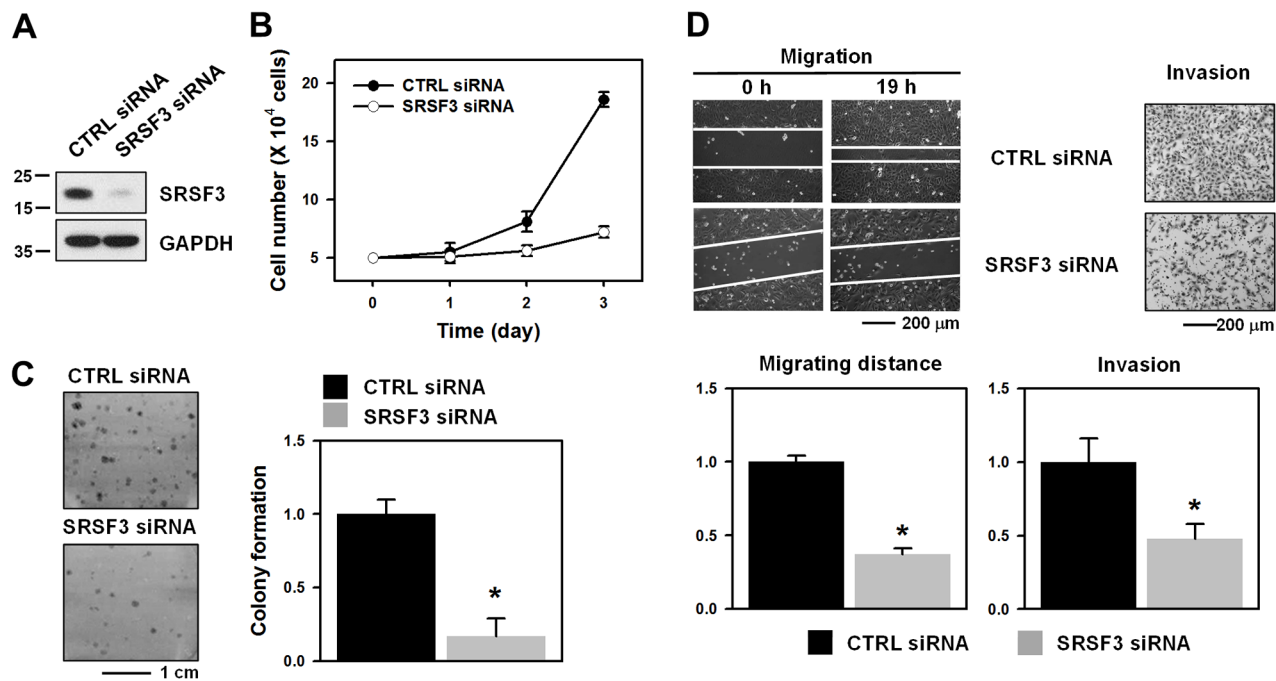 A
CTRL siRNA
SRSF3 siRNA
25
15
SRSF3
35
GAPDH
B
Cell number (X 10⁴ cells)
20
15
10
5
CTRL siRNA
SRSF3 siRNA
0 1 2 3
Time (day)
C
CTRL siRNA
SRSF3 siRNA
1 cm
CTRL siRNA
SRSF3 siRNA
Colony formation
1.5
1.0
0.5
0.0
*
D
Migration
0 h 19 h
Invasion
CTRL siRNA
SRSF3 siRNA
200 μm
200 μm
Migrating distance
1.5
1.0
0.5
0.0
*
Invasion
1.5
1.0
0.5
0.0
*
CTRL siRNA
SRSF3 siRNA